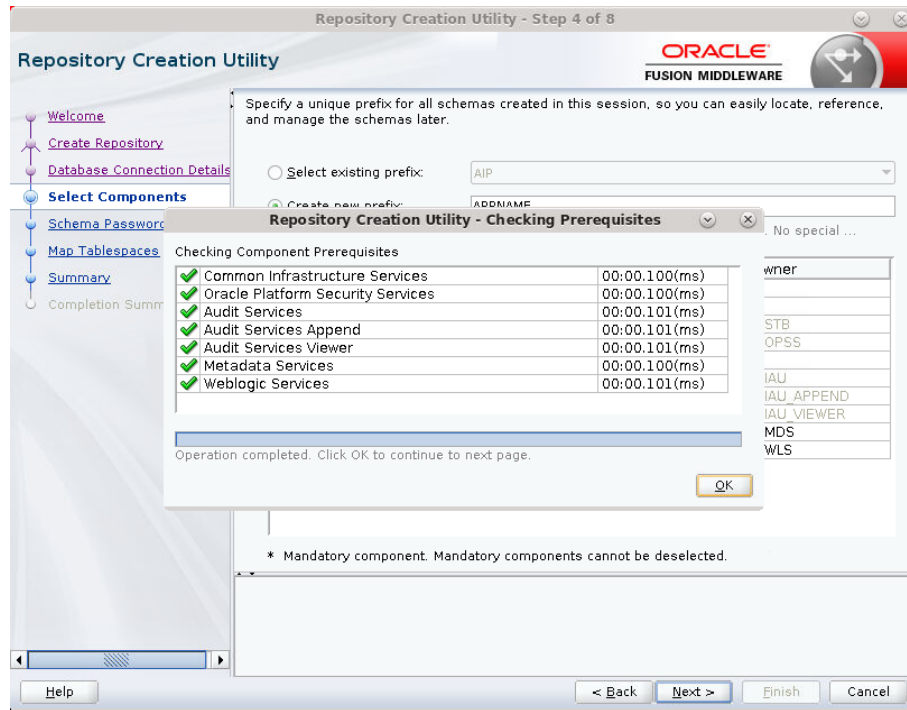 Repository Creation Utility - Step 4 of 8
Repository Creation Utility
ORACLE
FUSION MIDDLEWARE
Welcome
Create Repository
Database Connection Details
Select Components
Schema Password
Map Tablespaces
Summary
Completion Summ
Specify a unique prefix for all schemas created in this session, so you can easily locate, reference,
and manage the schemas later.
Select existing prefix:
AIP
Create new prefix:
APPNAME
. No special ...
Repository Creation Utility - Checking Prerequisites
Checking Component Prerequisites
Common Infrastructure Services 00:00.100(ms)
Oracle Platform Security Services 00:00.100(ms)
Audit Services 00:00.101(ms)
Audit Services Append 00:00.101(ms)
Audit Services Viewer 00:00.101(ms)
Metadata Services 00:00.100(ms)
Weblogic Services 00:00.101(ms)
Operation completed. Click OK to continue to next page.
OK
wner
STB
OPSS
IAU
IAU_APPEND
IAU_VIEWER
MDS
WLS
* Mandatory component. Mandatory components cannot be deselected.
Help
< Back
Next >
Finish
Cancel